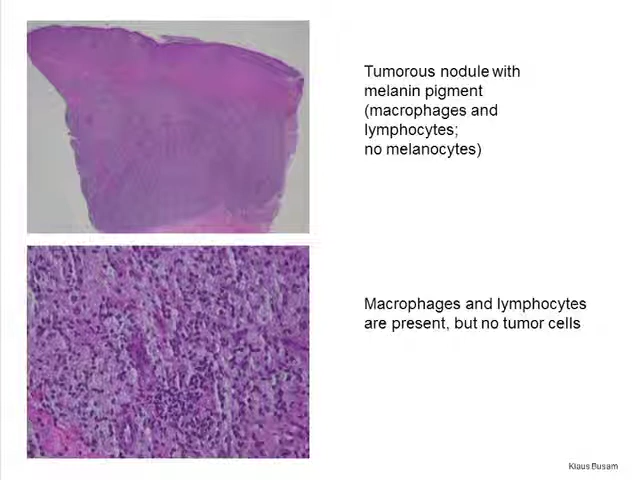 Tumorous nodule with
melanin pigment
(macrophages and
lymphocytes;
no melanocytes)
Macrophages and lymphocytes
are present, but no tumor cells
Klaus Busam